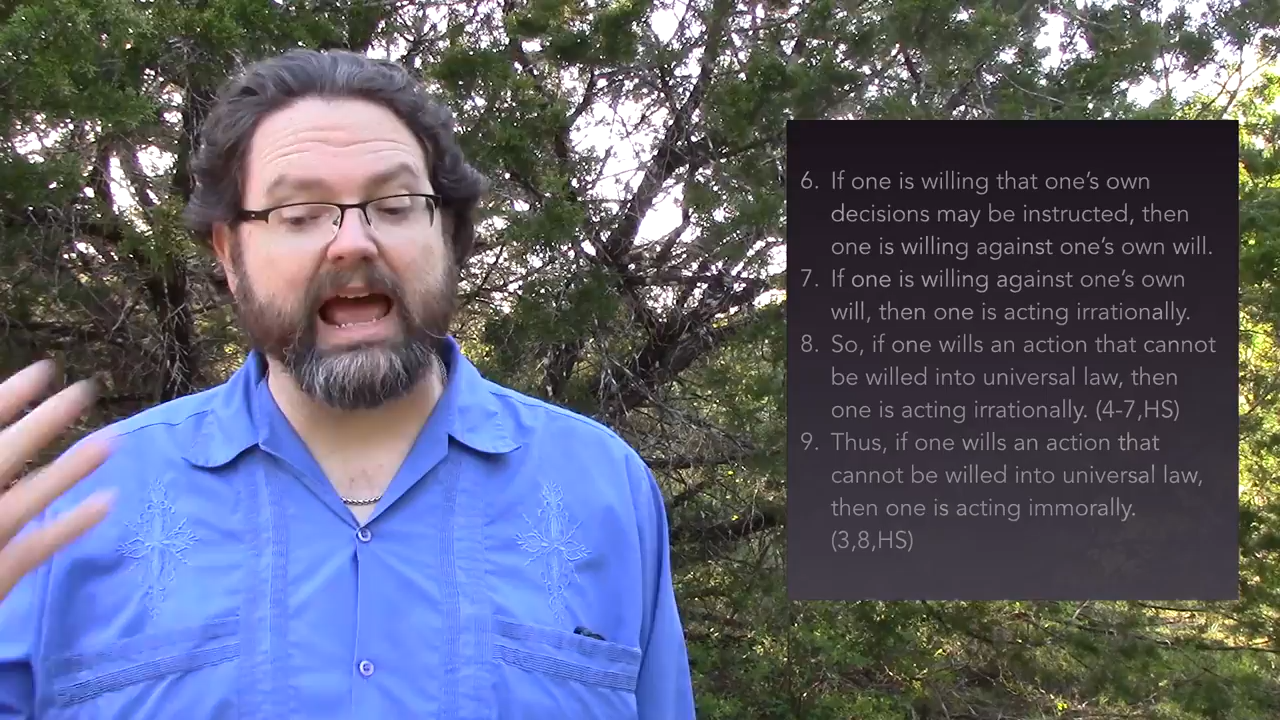 6. If one is willing that one's own
decisions may be instructed, then
one is willing against one's own will.
7. If one is willing against one's own
will, then one is acting irrationally.
8. So, if one wills an action that cannot
be willed into universal law, then
one is acting irrationally. (4-7,HS)
9. Thus, if one wills an action that
cannot be willed into universal law,
then one is acting immorally.
(3,8,HS)